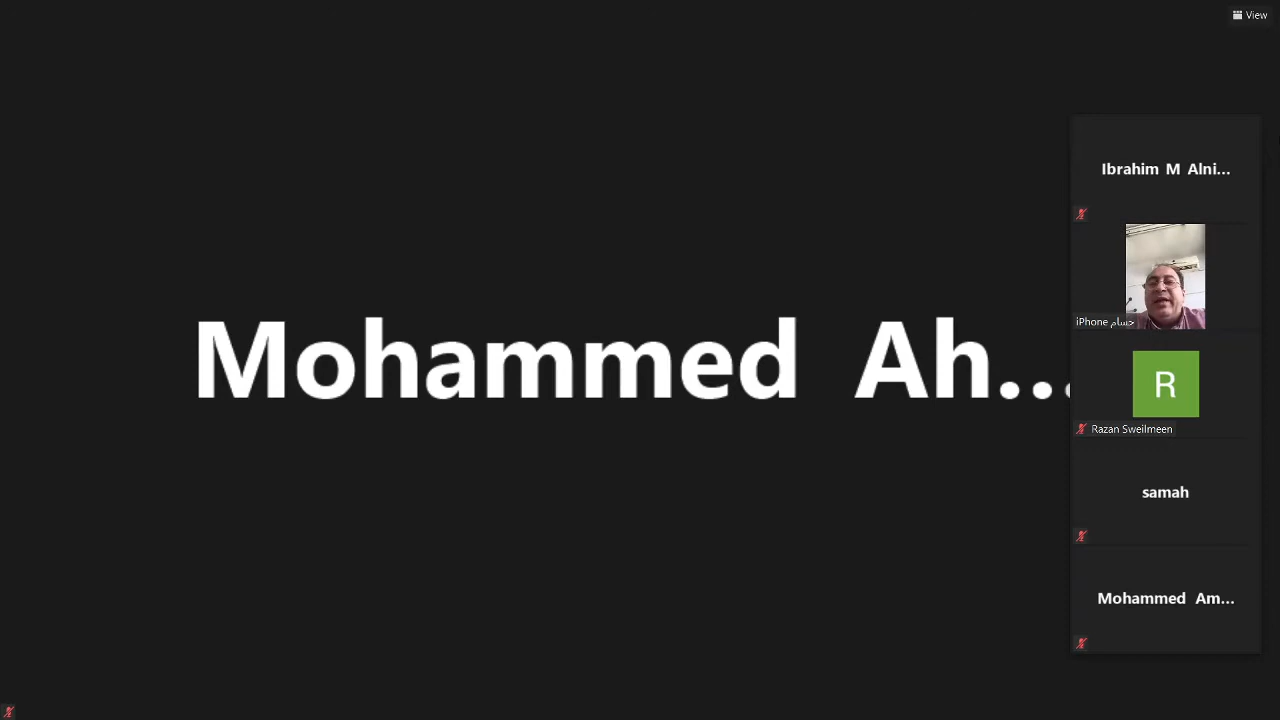 View
Mohammed Ah...
Ibrahim M Alni...
iPhone حسام
R
Razan Sweilmeen
samah
Mohammed Am...